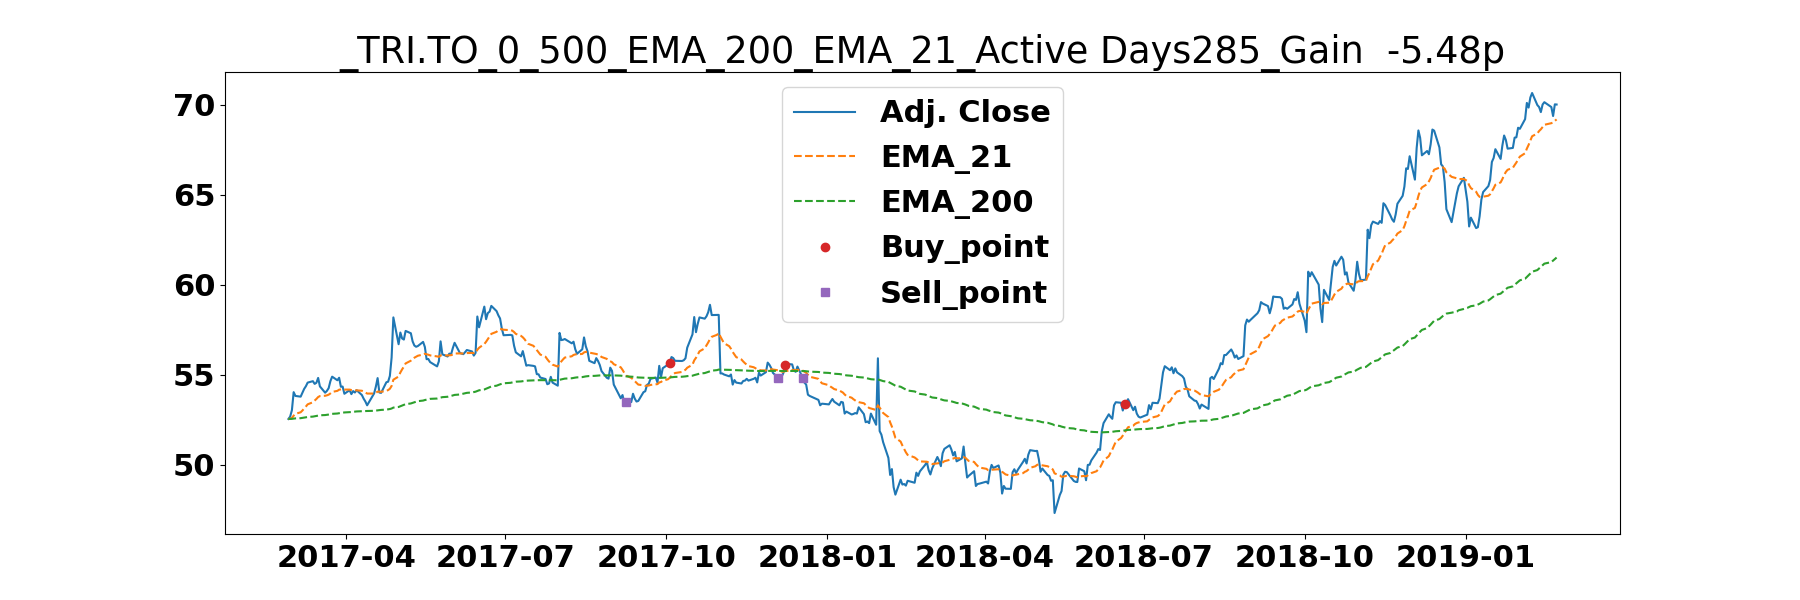 _TRI.TO_0_500_EMA_200_EMA_21_Active Days285_Gain  -5.48p
70
65
60
55
50
Adj. Close
EMA_21
EMA_200
Buy_point
Sell_point
2017-04 2017-07 2017-10 2018-01 2018-04 2018-07 2018-10 2019-01